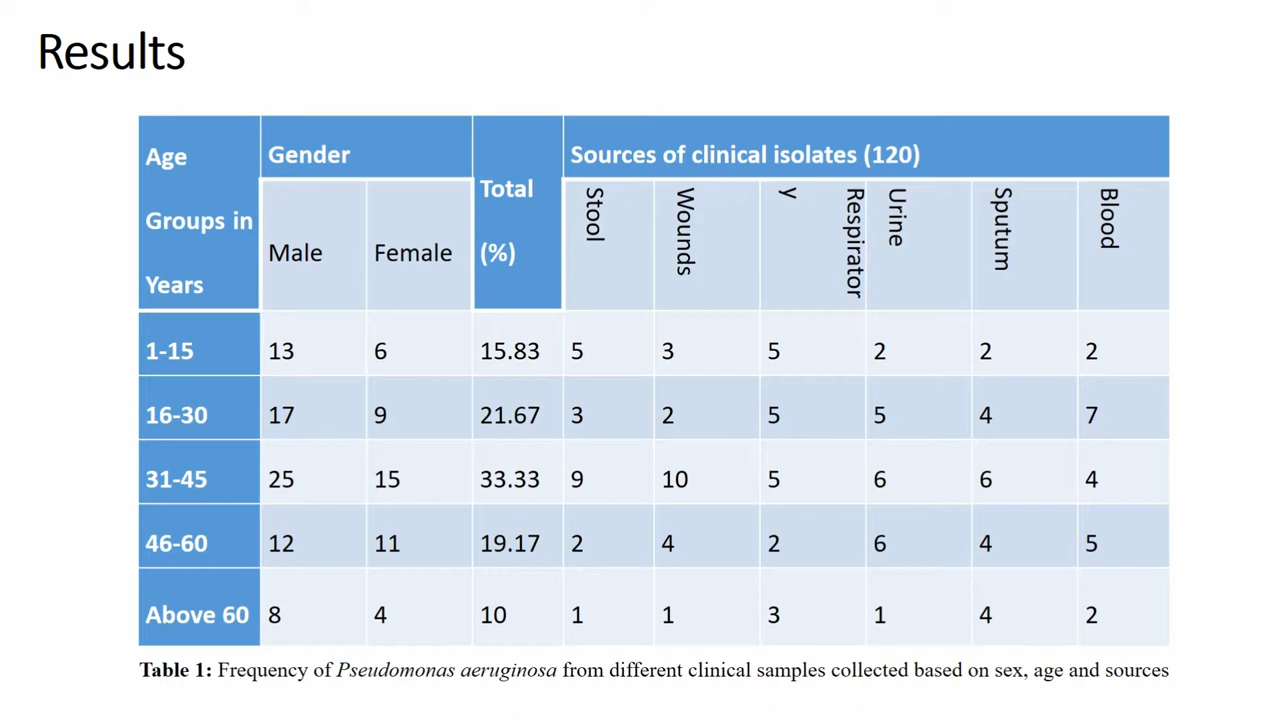 Results
Age Groups in Years Gender Total (%) Sources of clinical isolates (120)
Male Female Stool Wounds Respirator y Urine Sputum Blood
1-15 13 6 15.83 5 3 5 2 2 2
16-30 17 9 21.67 3 2 5 5 4 7
31-45 25 15 33.33 9 10 5 6 6 4
46-60 12 11 19.17 2 4 2 6 4 5
Above 60 8 4 10 1 1 3 1 4 2
Table 1: Frequency of Pseudomonas aeruginosa from different clinical samples collected based on sex, age and sources